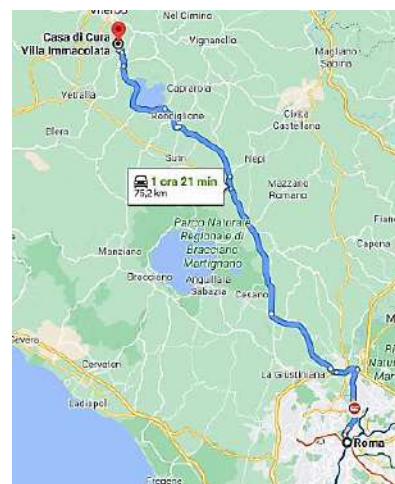 Viterbo
Nel Cimino
Casa di Cura
Villa Immacolata
Vignanello
Magliano
Sabina
Vetralla
Caprarola
Ronciglione
Civita
Castellana
Blera
Sutri
Nepi
1 ora 21 min
75,2 km
Mazzano
Romano
Fiano
Parco Naturale
Regionale di
Bracciano
Martignano
Capena
Manziana
Bracciano
Anguillara
Sabazia
Cesano
Cerveteri
La Giustiniana
Ladispoli
Roma
Fregene